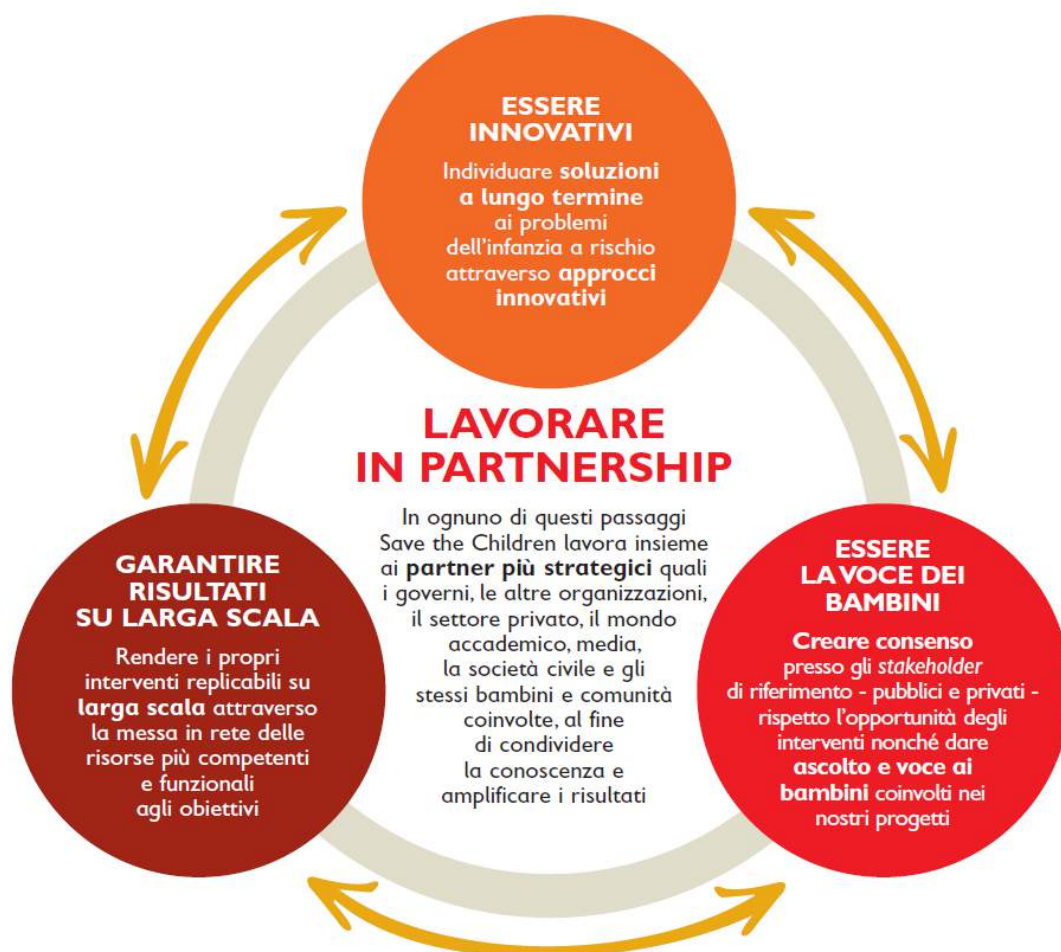 ESSERE
INNOVATIVI
Individuare soluzioni
a lungo termine
ai problemi
dell'infanzia a rischio
attraverso approcci
innovativi
LAVORARE
IN PARTNERSHIP
In ognuno di questi passaggi
Save the Children lavora insieme
ai partner più strategici quali
i governi, le altre organizzazioni,
il settore privato, il mondo
accademico, media,
la società civile e gli
stessi bambini e comunità
coinvolte, al fine
di condividere
la conoscenza e
amplificare i risultati
GARANTIRE
RISULTATI
SU LARGA SCALA
Rendere i propri
interventi replicabili su
larga scala attraverso
la messa in rete delle
risorse più competenti
e funzionali
agli obiettivi
ESSERE
LA VOCE DEI
BAMBINI
Creare consenso
presso gli stakeholder
di riferimento - pubblici e privati -
rispetto l'opportunità degli
interventi nonché dare
ascolto e voce ai
bambini coinvolti nei
nostri progetti